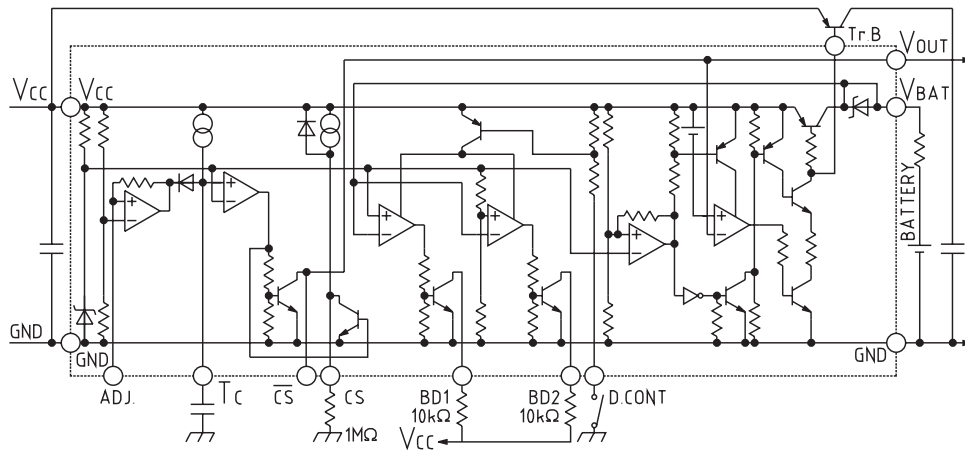 Tr.B
VOUT
VCC
VCC
VBAT
BATTERY
GND
GND
GND
ADJ.
TC
CS
CS
BD1
BD2
D.CONT
10kΩ
10kΩ
1MΩ
VCC